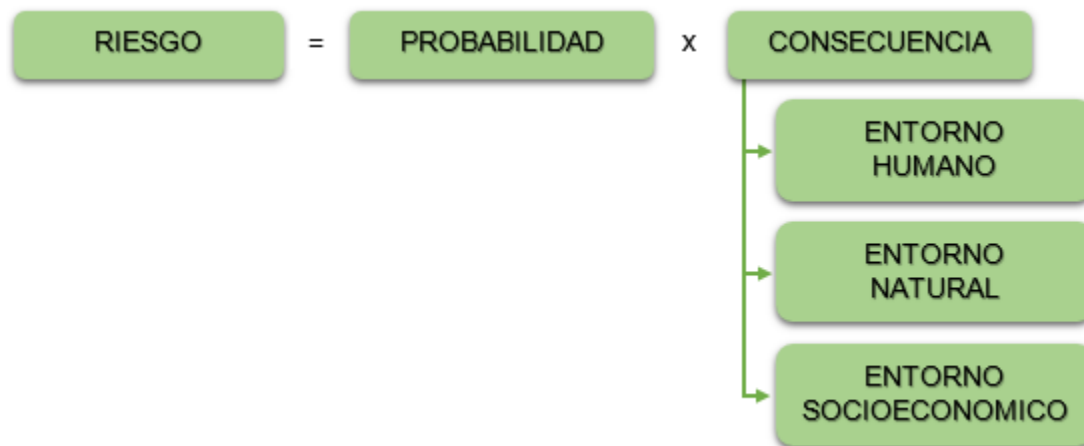 RIESGO = PROBABILIDAD x CONSECUENCIA
ENTORNO
HUMANO
ENTORNO
NATURAL
ENTORNO
SOCIOECONOMICO